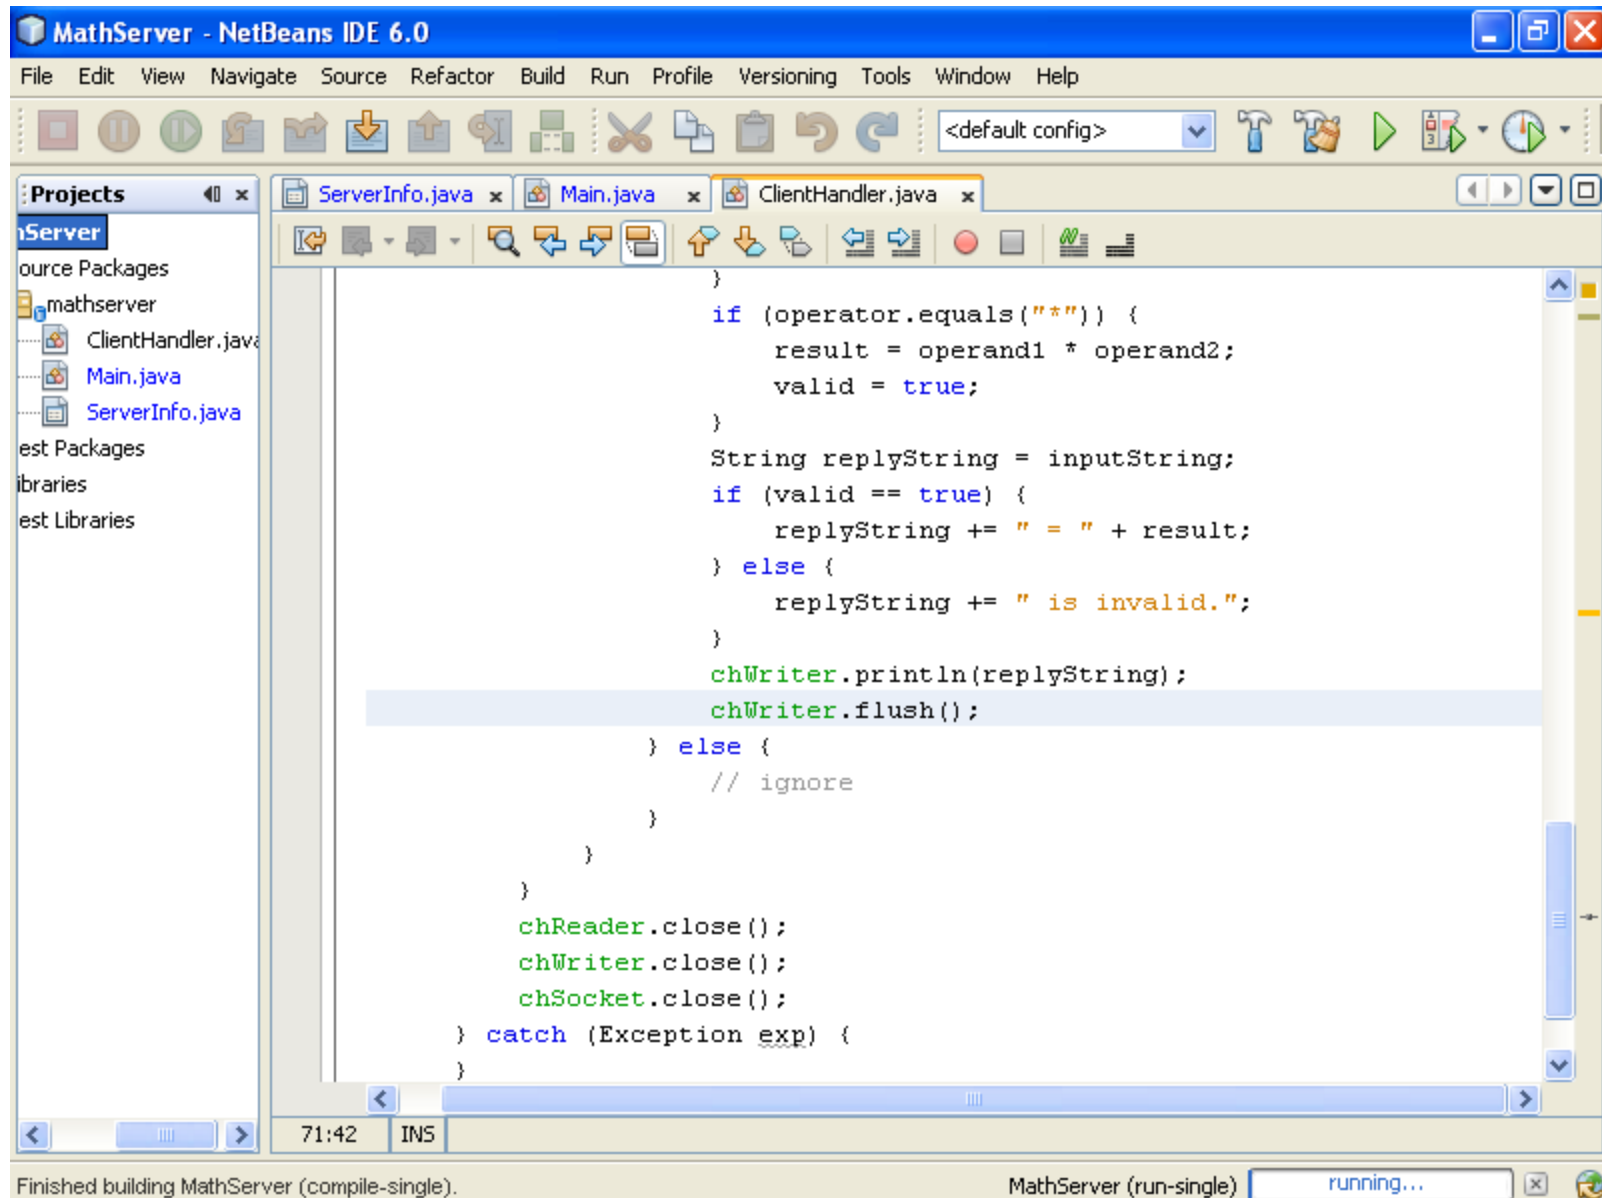 MathServer - NetBeans IDE 6.0
File Edit View Navigate Source Refactor Build Run Profile Versioning Tools Window Help
<default config>
Projects
nServer
ource Packages
mathserver
ClientHandler.java
Main.java
ServerInfo.java
est Packages
ibraries
est Libraries
ServerInfo.java Main.java ClientHandler.java
}
if (operator.equals("*")) {
result = operand1 * operand2;
valid = true;
}
String replyString = inputString;
if (valid == true) {
replyString += " = " + result;
} else {
replyString += " is invalid.";
}
chWriter.println(replyString);
chWriter.flush();
} else {
// ignore
}
}
}
chReader.close();
chWriter.close();
chSocket.close();
} catch (Exception exp) {
}
71:42 INS
Finished building MathServer (compile-single). MathServer (run-single) running...